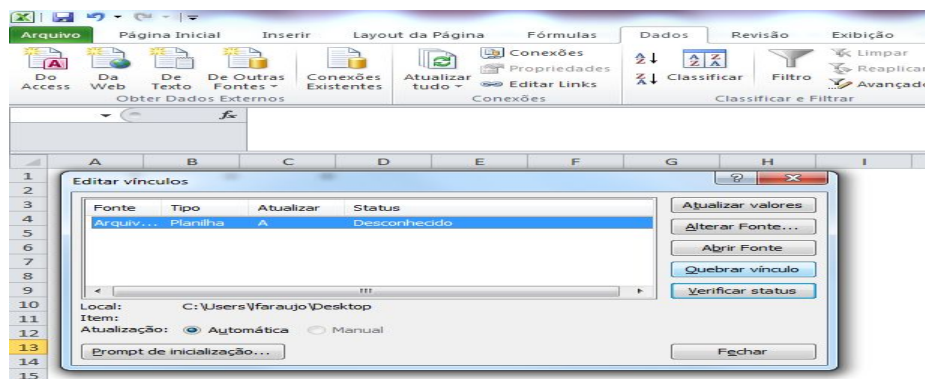 Arquivo Página Inicial Inserir Layout da Página Fórmulas Dados Revisão Exibição
Do Access
Da Web
De Texto
De Outras Fontes
Conexões Existentes
Obter Dados Externos
Atualizar tudo
Conexões
Propriedades
Editar Links
Conexões
Classificar
Filtro
Limpar
Reaplicar
Avançado
Classificar e Filtrar
fx
A B C D E F G H I
1
2
3
4
5
6
7
8
9
10
11
12
13
14
15
Editar vínculos
Fonte Tipo Atualizar Status
Arquiv... Planilha A Desconhecido
Atualizar valores
Alterar Fonte...
Abrir Fonte
Quebrar vínculo
Verificar status
Local: C:\Users\lfaraujo\Desktop
Item:
Atualização: Automática Manual
Prompt de inicialização...
Fechar